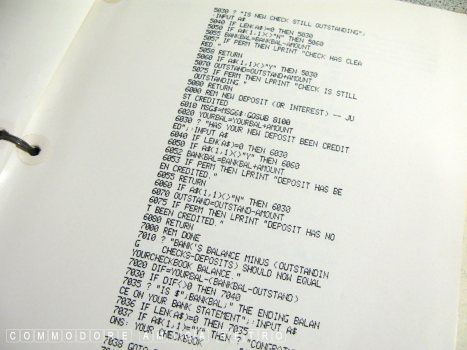 5030 ? "IS NEW CHECK STILL OUTSTANDING";
:INPUT A$
5040 IF LEN(A$)=0 THEN 5030
5050 IF A$(1,1)<>"N" THEN 5060
5055 BANKBAL=BANKBAL-AMOUNT
5057 IF PERM THEN LPRINT "CHECK HAS CLEA
RED "
5058 RETURN
5060 IF A$(1,1)<>"Y" THEN 5030
5070 OUTSTAND=OUTSTAND+AMOUNT
5075 IF PERM THEN LPRINT "CHECK IS STILL
OUTSTANDING."
5080 RETURN
6000 REM NEW DEPOSIT (OR INTEREST) -- JU
ST CREDITED
6010 MSG$=MSG6$:GOSUB 8100
6020 YOURBAL=YOURBAL+AMOUNT
6030 ? "HAS YOUR NEW DEPOSIT BEEN CREDIT
ED";:INPUT A$
6040 IF LEN(A$)=0 THEN 6030
6050 IF A$(1,1)<>"Y" THEN 6060
6052 BANKBAL=BANKBAL+AMOUNT
6053 IF PERM THEN LPRINT "DEPOSIT HAS BE
EN CREDITED."
6055 RETURN
6060 IF A$(1,1)<>"N" THEN 6030
6070 OUTSTAND=OUTSTAND-AMOUNT
6075 IF PERM THEN LPRINT "DEPOSIT HAS NO
T BEEN CREDITED."
6080 RETURN
7000 REM DONE
7010 ? "BANK'S BALANCE MINUS (OUTSTANDIN
G CHECKS-DEPOSITS) SHOULD NOW EQUAL
YOURCHECKBOOK BALANCE."
7020 DIF=YOURBAL-(BANKBAL-OUTSTAND)
7030 IF DIF<>0 THEN 7040
7035 ? "IS $";BANKBAL;" THE ENDING BALAN
CE ON YOUR BANK STATEMENT";:INPUT A$
7036 IF LEN(A$)=0 THEN 7035
7037 IF A$(1,1)="Y" THEN ? "CONGRATULATI
ONS: YOUR CHECKBOOK
7038 GOTO
COMMODORE